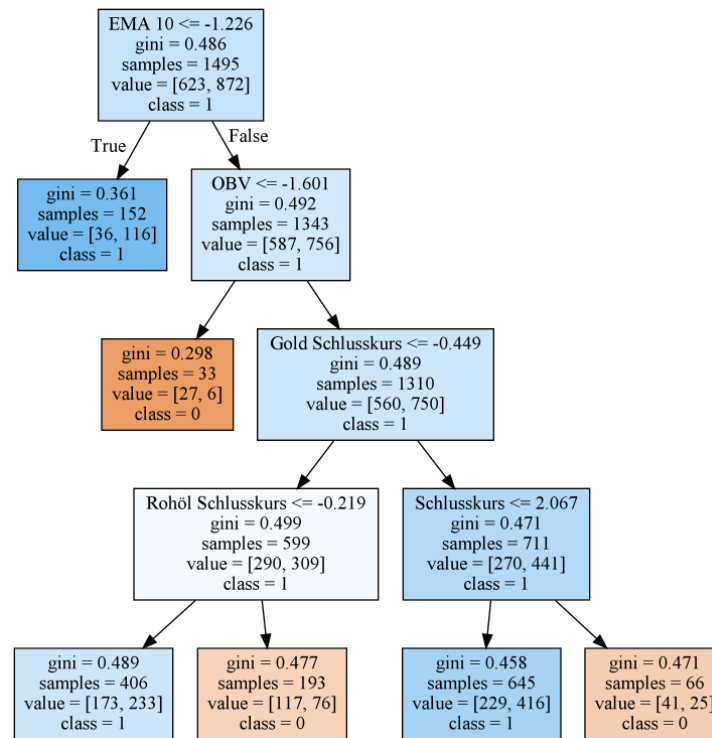 EMA 10 <= -1.226
gini = 0.486
samples = 1495
value = [623, 872]
class = 1
True
False
gini = 0.361
samples = 152
value = [36, 116]
class = 1
OBV <= -1.601
gini = 0.492
samples = 1343
value = [587, 756]
class = 1
gini = 0.298
samples = 33
value = [27, 6]
class = 0
Gold Schlusskurs <= -0.449
gini = 0.489
samples = 1310
value = [560, 750]
class = 1
Rohöl Schlusskurs <= -0.219
gini = 0.499
samples = 599
value = [290, 309]
class = 1
Schlusskurs <= 2.067
gini = 0.471
samples = 711
value = [270, 441]
class = 1
gini = 0.489
samples = 406
value = [173, 233]
class = 1
gini = 0.477
samples = 193
value = [117, 76]
class = 0
gini = 0.458
samples = 645
value = [229, 416]
class = 1
gini = 0.471
samples = 66
value = [41, 25]
class = 0